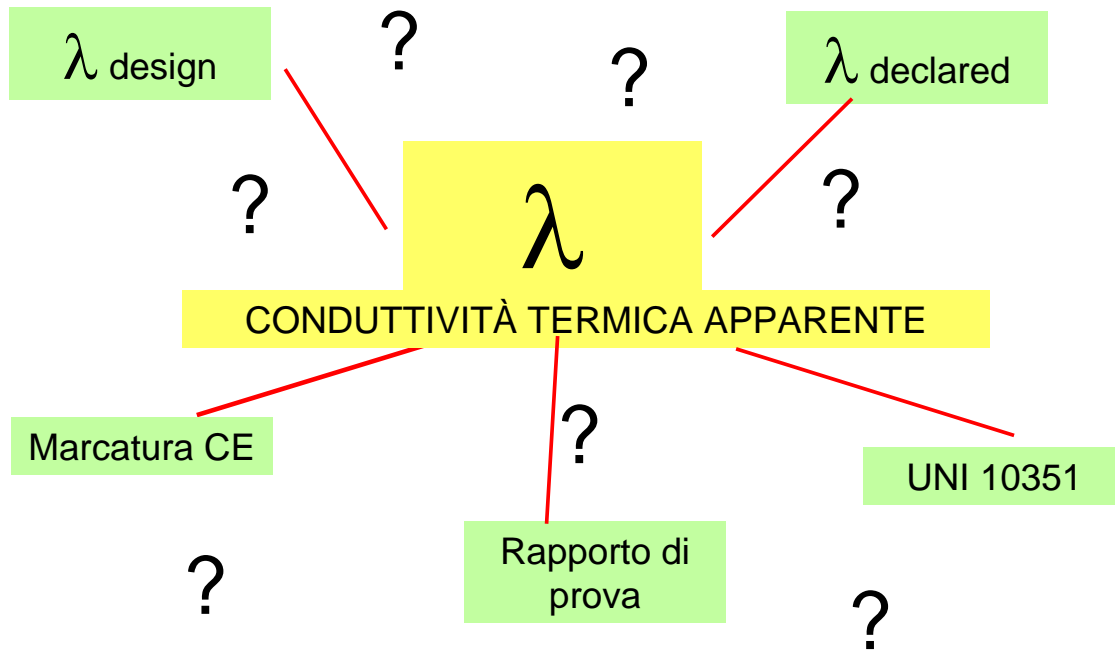 λ design
?
?
λ declared
?
?
λ
CONDUTTIVITÀ TERMICA APPARENTE
Marcatura CE
?
UNI 10351
Rapporto di
prova
?
?